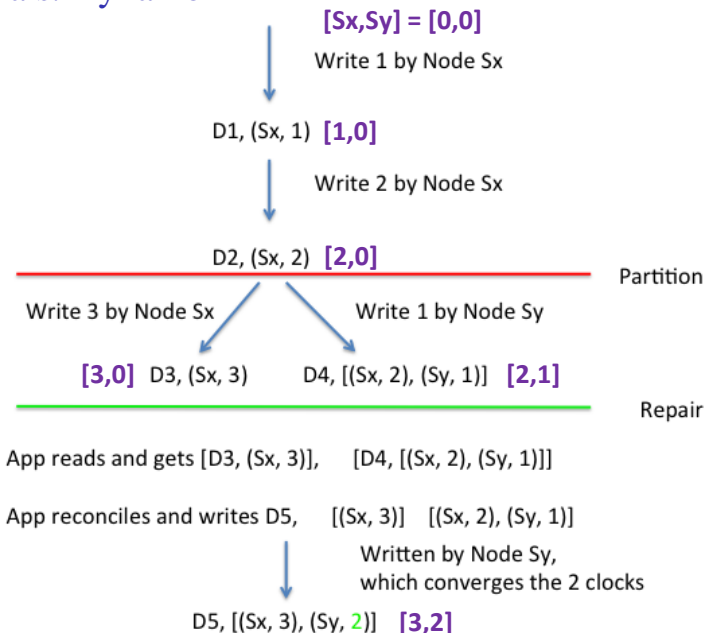 [Sx,Sy] = [0,0]
Write 1 by Node Sx
D1, (Sx, 1) [1,0]
Write 2 by Node Sx
D2, (Sx, 2) [2,0]
Partition
Write 3 by Node Sx Write 1 by Node Sy
[3,0] D3, (Sx, 3) D4, [(Sx, 2), (Sy, 1)] [2,1]
Repair
App reads and gets [D3, (Sx, 3)], [D4, [(Sx, 2), (Sy, 1)]]
App reconciles and writes D5, [(Sx, 3)] [(Sx, 2), (Sy, 1)]
Written by Node Sy,
which converges the 2 clocks
D5, [(Sx, 3), (Sy, 2)] [3,2]